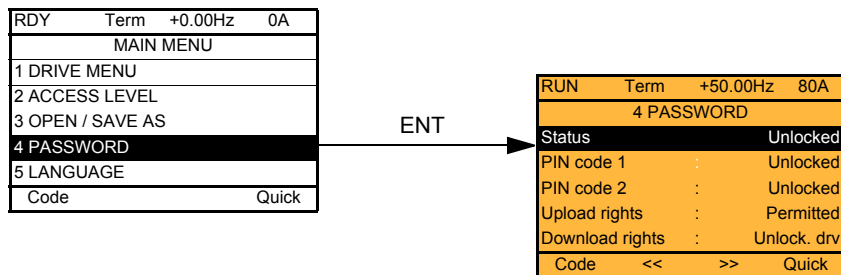 RDY Term +0.00Hz 0A
MAIN MENU
1 DRIVE MENU
2 ACCESS LEVEL
3 OPEN / SAVE AS
4 PASSWORD
5 LANGUAGE
Code Quick
ENT
RUN Term +50.00Hz 80A
4 PASSWORD
Status Unlocked
PIN code 1 : Unlocked
PIN code 2 : Unlocked
Upload rights : Permitted
Download rights : Unlock. drv
Code << >> Quick